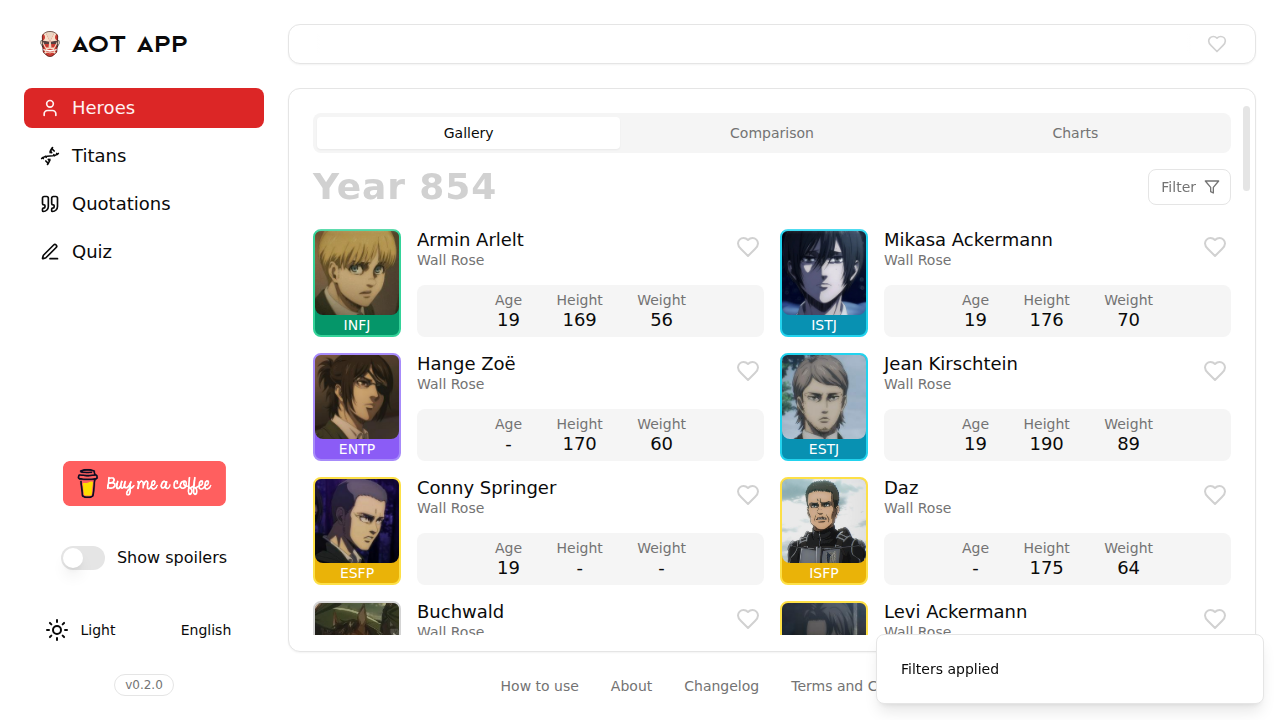 AOT APP
Heroes
Titans
Quotations
Quiz
Buy me a coffee
Show spoilers
Light
English
v0.2.0
Gallery
Comparison
Charts
Year 854
Filter
Armin Arlelt
Wall Rose
Age
Height
Weight
19
169
56
INFJ
Mikasa Ackermann
Wall Rose
Age
Height
Weight
19
176
70
ISTJ
Hange Zoë
Wall Rose
Age
Height
Weight
-
170
60
ENTP
Jean Kirschtein
Wall Rose
Age
Height
Weight
19
190
89
ESTJ
Conny Springer
Wall Rose
Age
Height
Weight
19
-
-
ESFP
Daz
Wall Rose
Age
Height
Weight
-
175
64
ISFP
Buchwald
Wall Rose
Levi Ackermann
Wall Rose
How to use
About
Changelog
Terms and C
Filters applied